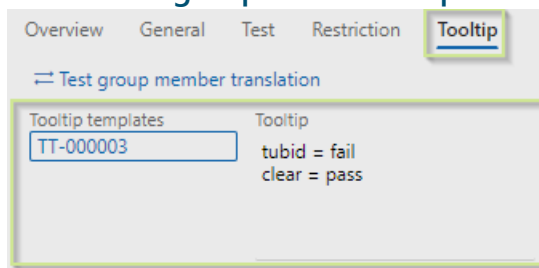 Overview General Test Restriction Tooltip
Test group member translation
Tooltip templates Tooltip
TT-000003 tubid = fail
clear = pass